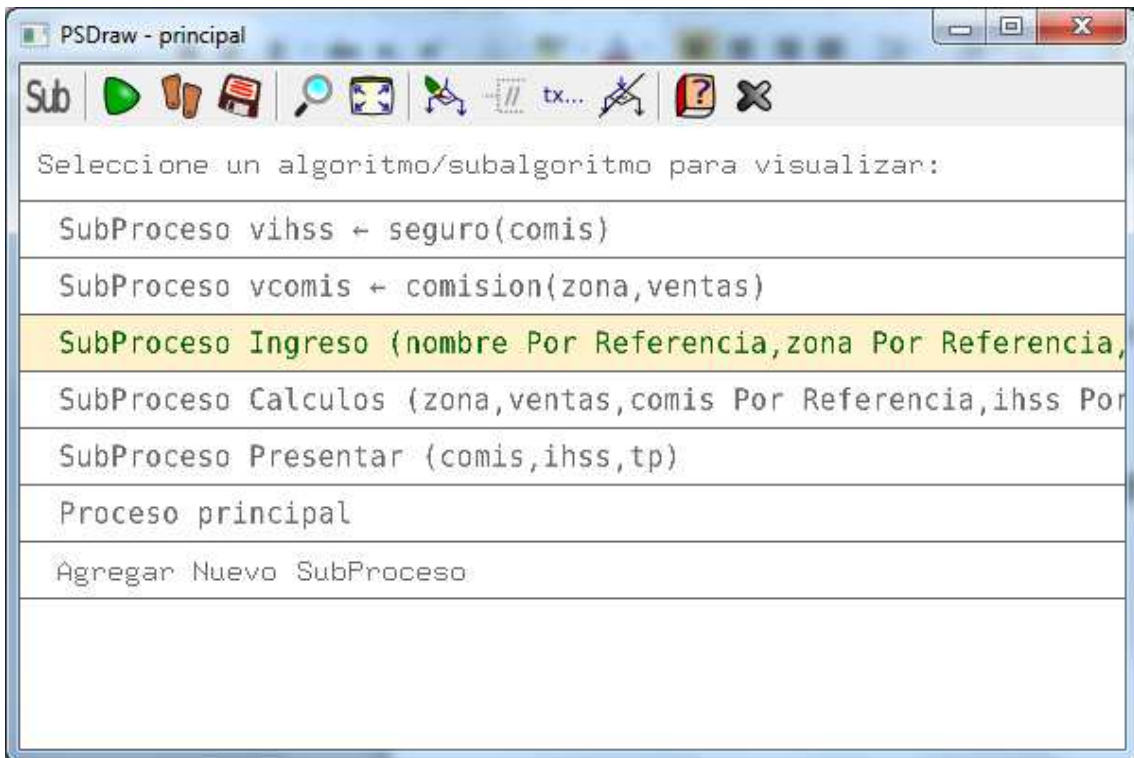 PSDraw - principal
Sub tx... ?
Seleccione un algoritmo/subalgoritmo para visualizar:
SubProceso vihss ← seguro(comis)
SubProceso vcomis ← comision(zona,ventas)
SubProceso Ingreso (nombre Por Referencia,zona Por Referencia,
SubProceso Calculos (zona,ventas,comis Por Referencia,ihss Por
SubProceso Presentar (comis,ihss,tp)
Proceso principal
Agregar Nuevo SubProceso